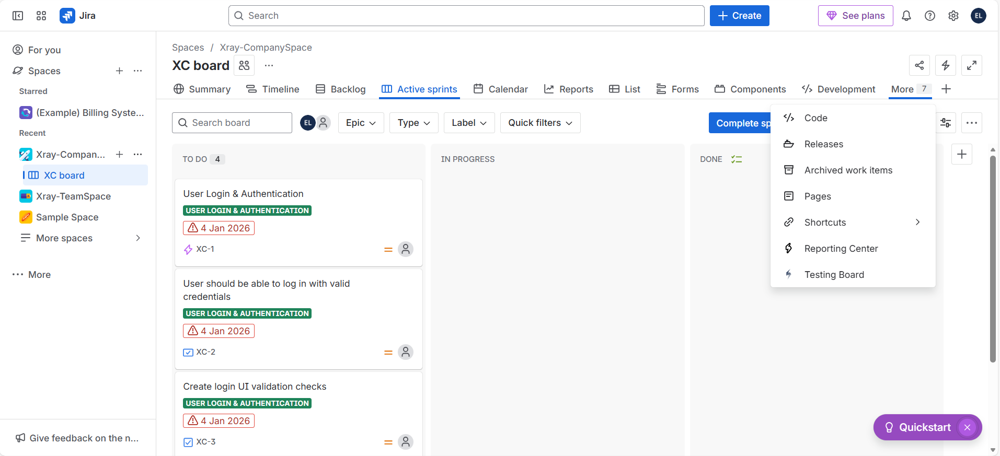 Jira
Search
Create
See plans
EL
For you
Spaces
Starred
(Example) Billing Syste...
Recent
Xray-Compan...
XC board
Xray-TeamSpace
Sample Space
More spaces
More
Give feedback on the n...
Spaces / Xray-CompanySpace
XC board
Summary
Timeline
Backlog
Active sprints
Calendar
Reports
List
Forms
Components
Development
More 7
Search board
EL
Epic
Type
Label
Quick filters
Complete sp
Code
Releases
Archived work items
Pages
Shortcuts
Reporting Center
Testing Board
TO DO 4
User Login & Authentication
USER LOGIN & AUTHENTICATION
4 Jan 2026
XC-1
User should be able to log in with valid
credentials
USER LOGIN & AUTHENTICATION
4 Jan 2026
XC-2
Create login UI validation checks
USER LOGIN & AUTHENTICATION
4 Jan 2026
XC-3
IN PROGRESS
DONE
Quickstart